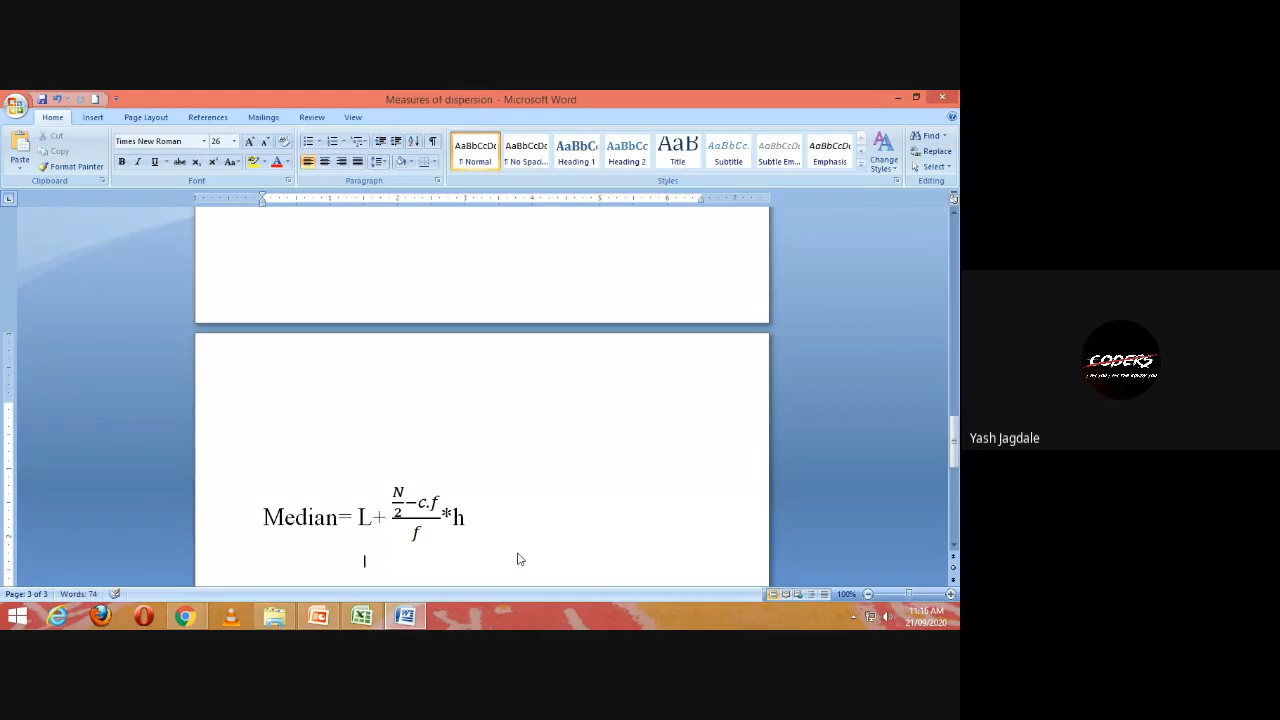 Measures of dispersion - Microsoft Word
Home Insert Page Layout References Mailings Review View
Paste
Cut
Copy
Format Painter
Clipboard
Times New Roman 26
Font
Paragraph
AaBbCcDc AaBbCcDc AaBbC AaBbCc AaB AaBbCc. AaBbCcDc AaBbCcDc
¶ Normal ¶ No Spaci... Heading 1 Heading 2 Title Subtitle Subtle Em... Emphasis
Change Styles
Styles
Find
Replace
Select
Editing
Median= L+ \frac{\frac{N}{2}-c.f}{f}*h
Page: 3 of 3 Words: 74
100%
11:16 AM
21/09/2020
CODERS
Yash Jagdale